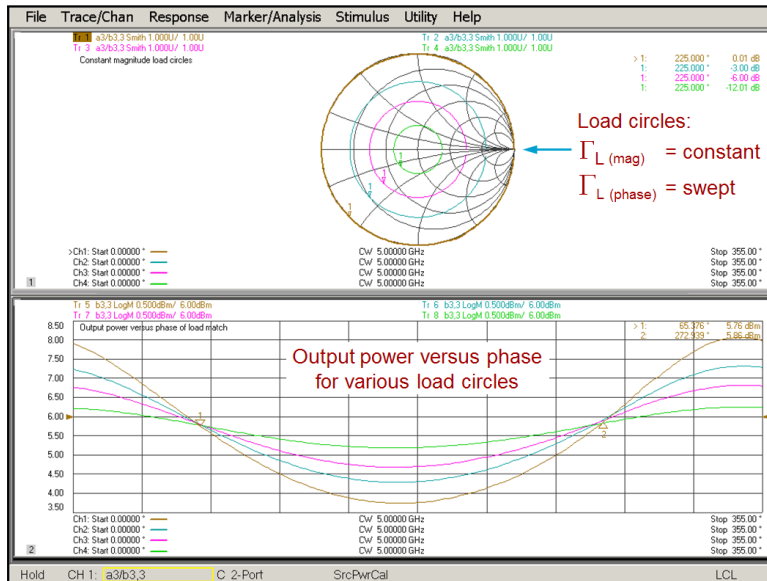 File Trace/Chan Response Marker/Analysis Stimulus Utility Help
Tr 1 a3/b3,3 Smith 1.000U/ 1.00U Tr 2 a3/b3,3 Smith 1.000U/ 1.00U
Tr 3 a3/b3,3 Smith 1.000U/ 1.00U Tr 4 a3/b3,3 Smith 1.000U/ 1.00U
Constant magnitude load circles
> 1: 225.000 ° 0.01 dB
1: 225.000 ° -3.00 dB
1: 225.000 ° -6.00 dB
1: 225.000 ° -12.01 dB
Load circles:
Γ L (mag) = constant
Γ L (phase) = swept
1
1
1
1
>Ch1: Start 0.00000 ° CW 5.00000 GHz Stop 355.00 °
Ch2: Start 0.00000 ° CW 5.00000 GHz Stop 355.00 °
Ch3: Start 0.00000 ° CW 5.00000 GHz Stop 355.00 °
Ch4: Start 0.00000 ° CW 5.00000 GHz Stop 355.00 °
1
Tr 5 b3,3 LogM 0.500dBm/ 6.00dBm Tr 6 b3,3 LogM 0.500dBm/ 6.00dBm
Tr 7 b3,3 LogM 0.500dBm/ 6.00dBm Tr 8 b3,3 LogM 0.500dBm/ 6.00dBm
8.50 Output power versus phase of load match > 1: 65.376 ° 5.76 dBm
8.00 2: 272.939 ° 5.86 dBm
7.50
7.00
6.50
6.00
5.50
5.00
4.50
4.00
3.50
Output power versus phase
for various load circles
1
2
Ch1: Start 0.00000 ° CW 5.00000 GHz Stop 355.00 °
Ch2: Start 0.00000 ° CW 5.00000 GHz Stop 355.00 °
Ch3: Start 0.00000 ° CW 5.00000 GHz Stop 355.00 °
Ch4: Start 0.00000 ° CW 5.00000 GHz Stop 355.00 °
2
Hold CH 1: a3/b3,3 C 2-Port SrcPwrCal LCL